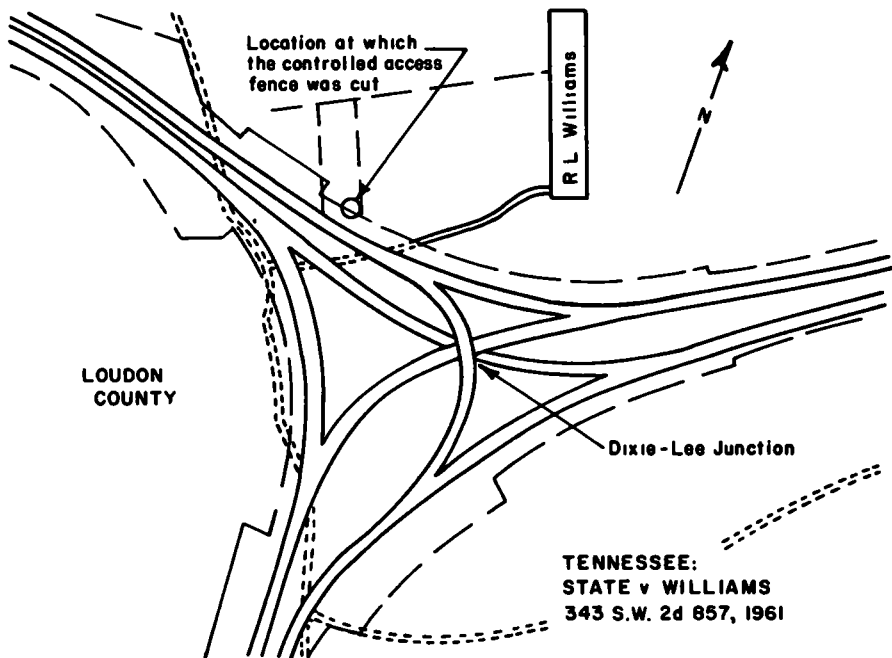 Location at which
the controlled access
fence was cut
R L Williams
N
LOUDON
COUNTY
Dixie-Lee Junction
TENNESSEE:
STATE v WILLIAMS
343 S.W. 2d 857, 1961